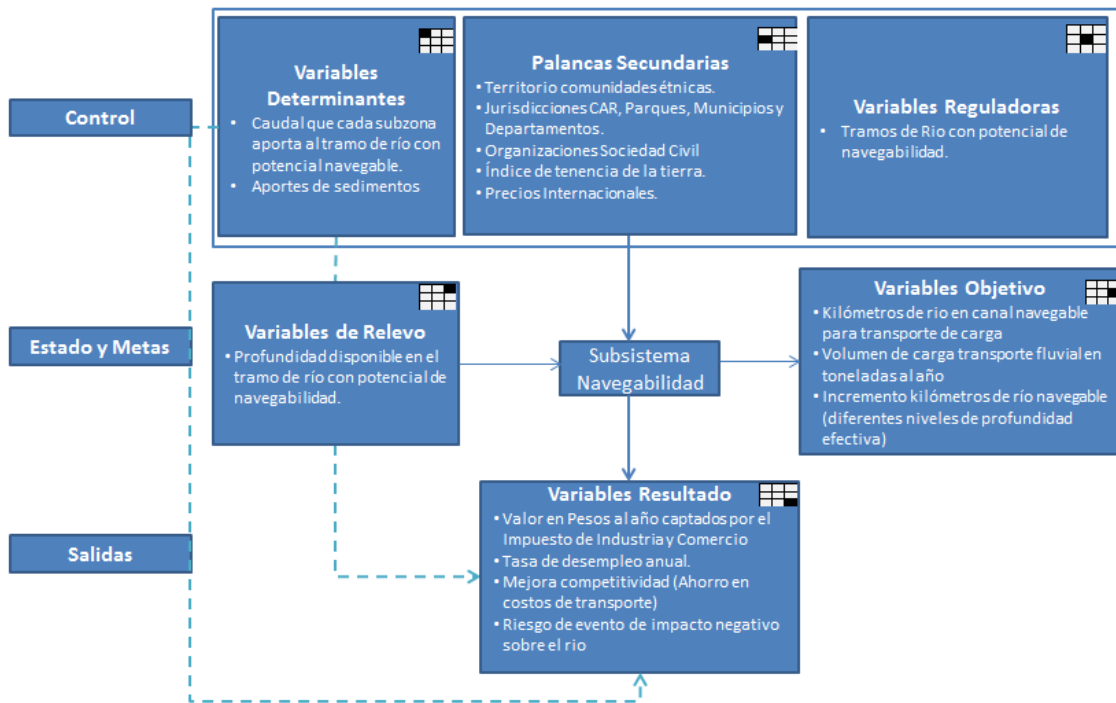 Control
Variables
Determinantes
• Caudal que cada subzona
aporta al tramo de río con
potencial navegable.
• Aportes de sedimentos
Palancas Secundarias
• Territorio comunidades étnicas.
• Jurisdicciones CAR, Parques, Municipios y
Departamentos.
• Organizaciones Sociedad Civil
• Índice de tenencia de la tierra.
• Precios Internacionales.
Variables Reguladoras
• Tramos de Rio con potencial de
navegabilidad.
Estado y Metas
Variables de Relevo
• Profundidad disponible en el
tramo de río con potencial de
navegabilidad.
Subsistema
Navegabilidad
Variables Objetivo
• Kilómetros de rio en canal navegable
para transporte de carga
• Volumen de carga transporte fluvial en
toneladas al año
• Incremento kilómetros de río navegable
(diferentes niveles de profundidad
efectiva)
Salidas
Variables Resultado
• Valor en Pesos al año captados por el
Impuesto de Industria y Comercio
• Tasa de desempleo anual.
• Mejora competitividad (Ahorro en
costos de transporte)
• Riesgo de evento de impacto negativo
sobre el rio